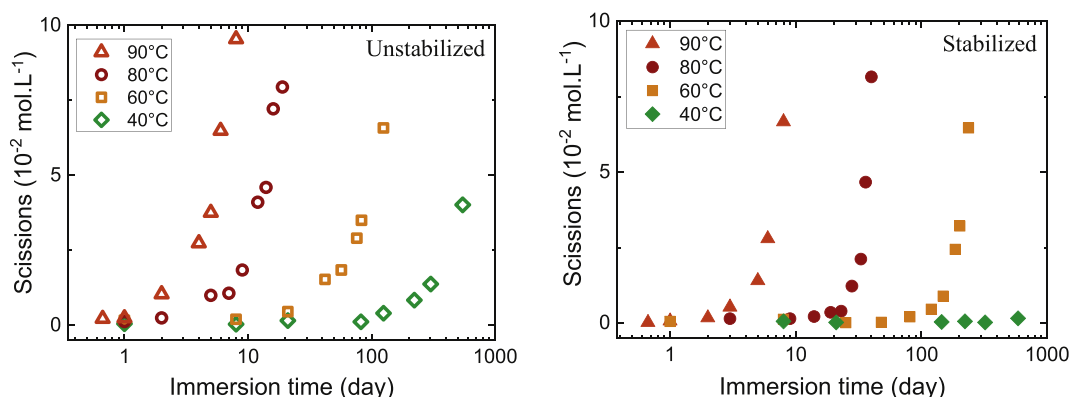 10
5
0
Scissions (10-2 mol.L-1)
90°C
80°C
60°C
40°C
Unstabilized
1
10
100
1000
Immersion time (day)
10
5
0
Scissions (10-2 mol.L-1)
90°C
80°C
60°C
40°C
Stabilized
1
10
100
1000
Immersion time (day)